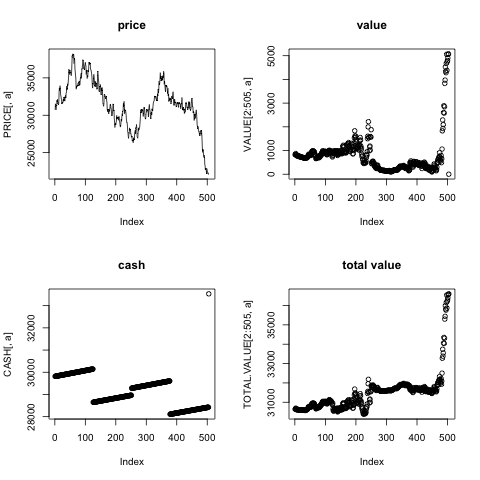 price
PRICE[, a]
25000 30000 35000
0 100 200 300 400 500
Index
value
VALUE[2:505, a]
0 1000 3000 5000
0 100 200 300 400 500
Index
cash
CASH[, a]
28000 30000 32000
0 100 200 300 400 500
Index
total value
TOTAL.VALUE[2:505, a]
31000 33000 35000
0 100 200 300 400 500
Index